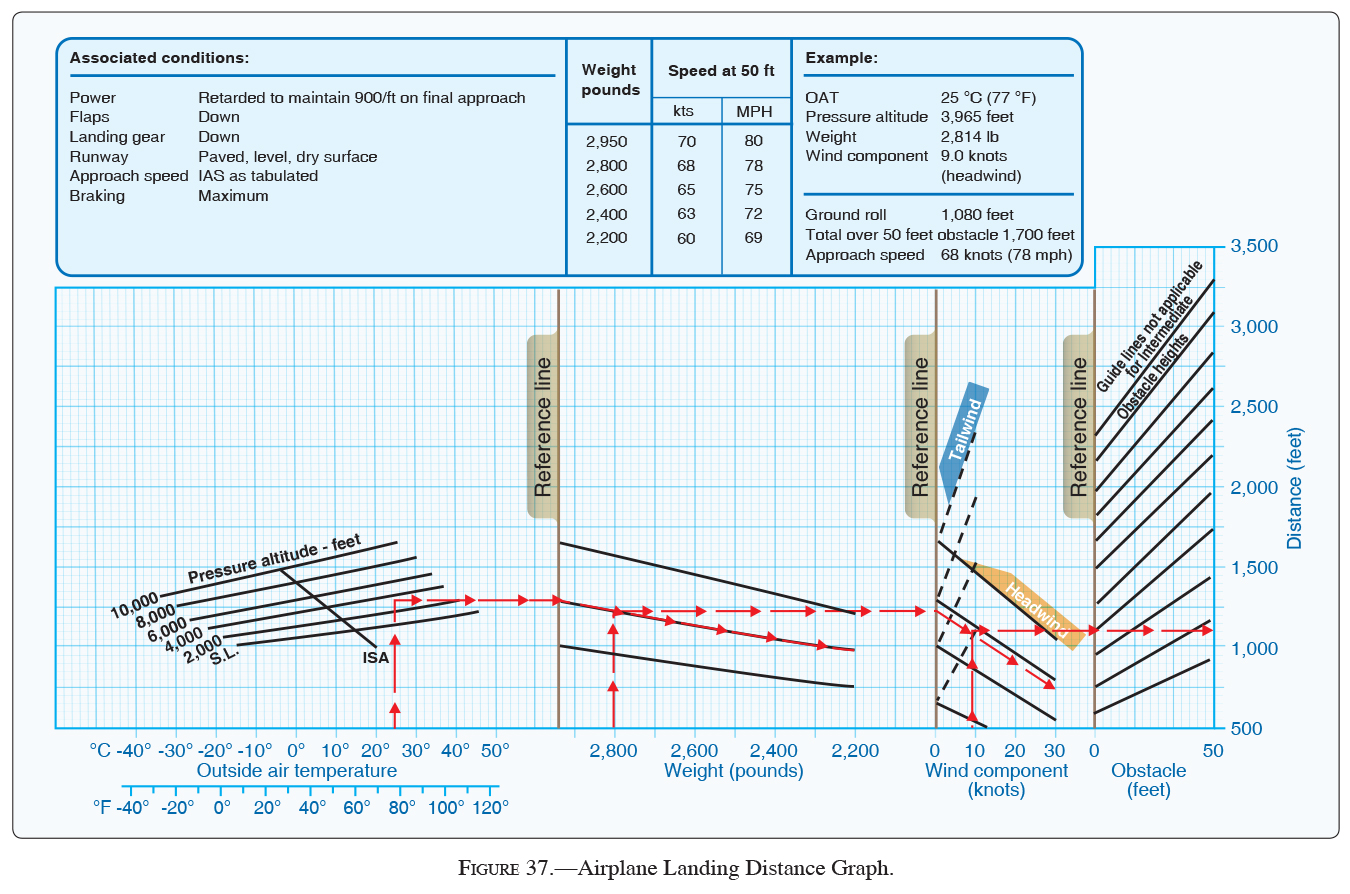 Associated conditions:
Power Retarded to maintain 900/ft on final approach
Flaps Down
Landing gear Down
Runway Paved, level, dry surface
Approach speed IAS as tabulated
Braking Maximum
Weight
pounds
Speed at 50 ft
kts MPH
2,950 70 80
2,800 68 78
2,600 65 75
2,400 63 72
2,200 60 69
Example:
OAT 25 °C (77 °F)
Pressure altitude 3,965 feet
Weight 2,814 lb
Wind component 9.0 knots
(headwind)
Ground roll 1,080 feet
Total over 50 feet obstacle 1,700 feet
Approach speed 68 knots (78 mph)
Reference line
Reference line
Reference line
Tailwind
Headwind
Guide lines not applicable
for Intermediate
Obstacle heights
3,500
3,000
2,500
2,000
1,500
1,000
500
Distance (feet)
Pressure altitude - feet
10,000
8,000
6,000
4,000
2,000
S.L.
ISA
°C -40° -30° -20° -10° 0° 10° 20° 30° 40° 50°
Outside air temperature
°F -40° -20° 0° 20° 40° 60° 80° 100° 120°
2,800 2,600 2,400 2,200
Weight (pounds)
0 10 20 30
Wind component
(knots)
0 50
Obstacle
(feet)
FIGURE 37.—Airplane Landing Distance Graph.